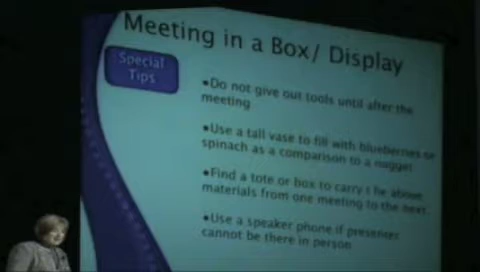 Meeting in a Box/ Display
Special
Tips
•Do not give out tools until after the
meeting
•Use a tall vase to fill with blueberries or
spinach as a comparison to a nugget
•Find a tote or box to carry the above
materials from one meeting to the next
•Use a speaker phone if presenter
cannot be there in person